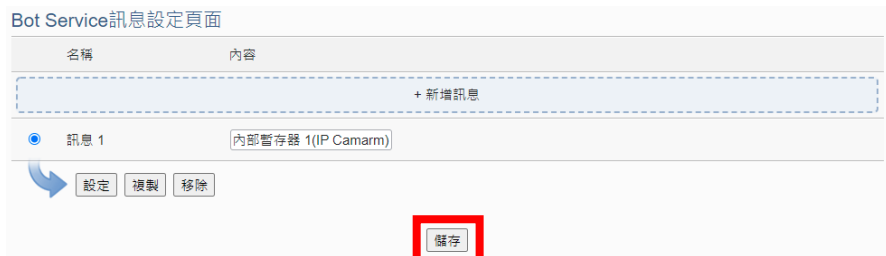 Bot Service訊息設定頁面
名稱 內容
+ 新增訊息
訊息 1 內部暫存器 1(IP Camarm)
設定 複製 移除
儲存